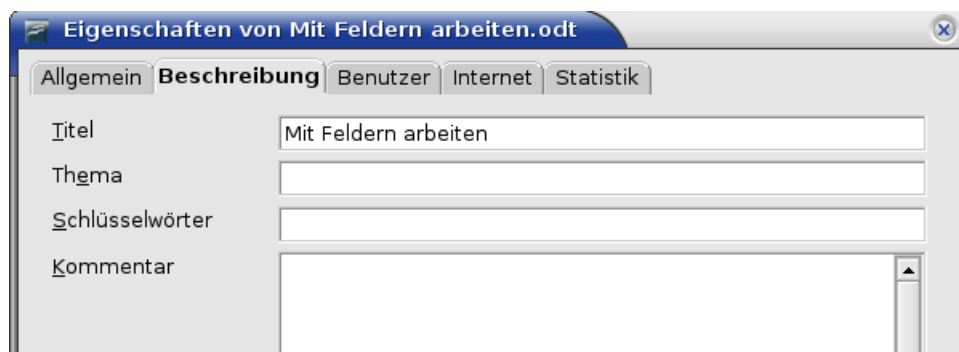 Eigenschaften von Mit Feldern arbeiten.odt
Allgemein Beschreibung Benutzer Internet Statistik
Titel Mit Feldern arbeiten
Thema
Schlüsselwörter
Kommentar